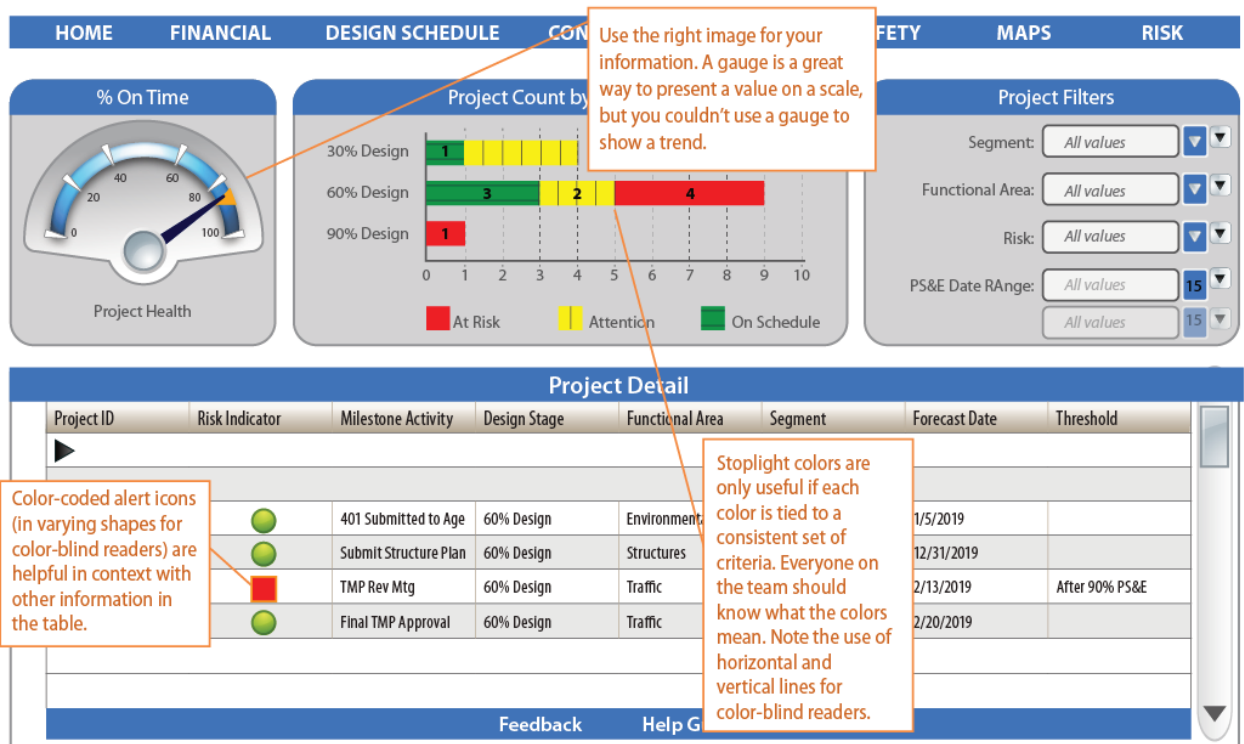 HOME FINANCIAL DESIGN SCHEDULE MAPS RISK
Use the right image for your
information. A gauge is a great
way to present a value on a scale,
but you couldn't use a gauge to
show a trend.
% On Time
0 20 40 60 80 100
Project Health
Project Count by
30% Design 1
60% Design 3 2 4
90% Design 1
0 1 2 3 4 5 6 7 8 9 10
At Risk Attention On Schedule
Project Filters
Segment: All values
Functional Area: All values
Risk: All values
PS&E Date RAnge: All values 15
All values 15
Project Detail
Project ID Risk Indicator Milestone Activity Design Stage Functional Area Segment Forecast Date Threshold
401 Submitted to Age 60% Design 1/5/2019
Submit Structure Plan 60% Design Structures 12/31/2019
TMP Rev Mtg 60% Design Traffic 2/13/2019 After 90% PS&E
Final TMP Approval 60% Design Traffic 2/20/2019
Color-coded alert icons
(in varying shapes for
color-blind readers) are
helpful in context with
other information in
the table.
Stoplight colors are
only useful if each
color is tied to a
consistent set of
criteria. Everyone on
the team should
know what the colors
mean. Note the use of
horizontal and
vertical lines for
color-blind readers.
Feedback Help